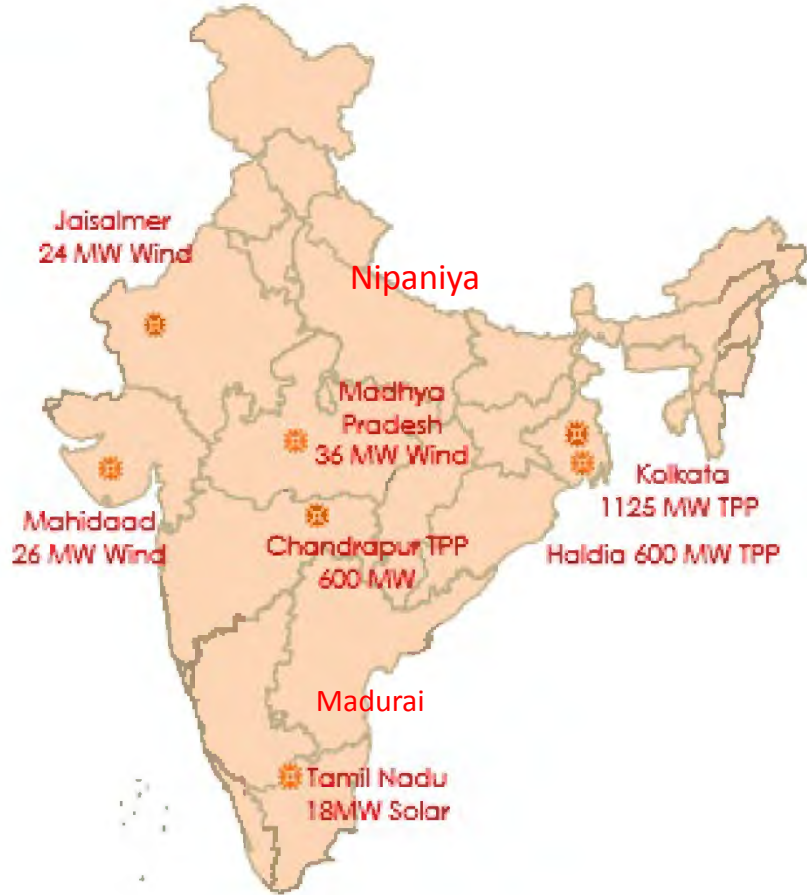 Jaisalmer
24 MW Wind
Nipaniya
Madhya
Pradesh
36 MW Wind
Kolkata
1125 MW TPP
Mahidaad
26 MW Wind
Chandrapur TPP
600 MW
Haldia 600 MW TPP
Madurai
Tamil Nadu
18MW Solar